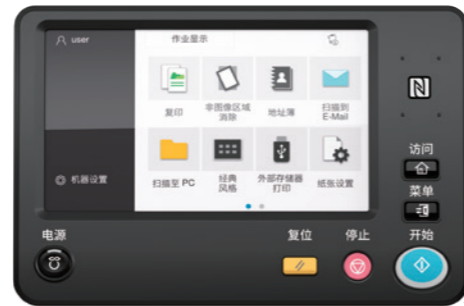 user
作业显示
复印
非图像区域
消除
地址簿
扫描到
E-Mail
机器设置
扫描至 PC
经典
风格
外部存储器
打印
纸张设置
访问
菜单
电源
复位
停止
开始